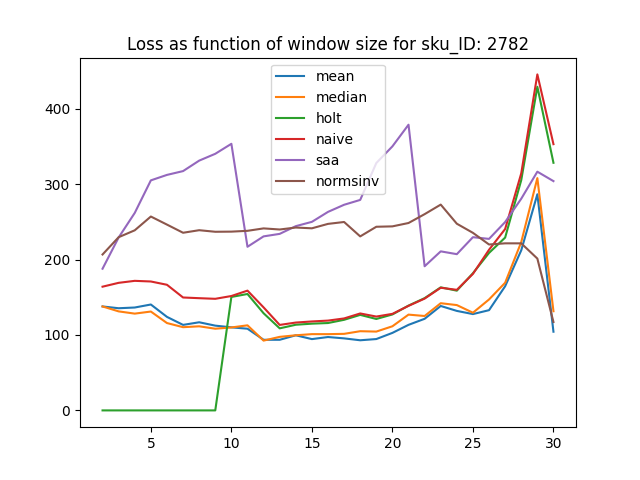 Loss as function of window size for sku_ID: 2782
mean
median
holt
naive
saa
normsinv
400
300
200
100
0
5
10
15
20
25
30